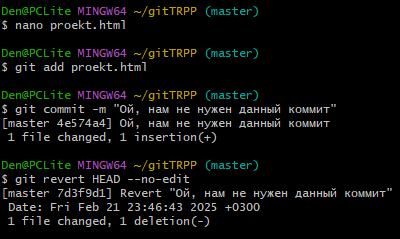 Den@PCLite MINGW64 ~/gitTRPP (master)
$ nano proekt.html
Den@PCLite MINGW64 ~/gitTRPP (master)
$ git add proekt.html
Den@PCLite MINGW64 ~/gitTRPP (master)
$ git commit -m "Ой, нам не нужен данный коммит"
[master 4e574a4] Ой, нам не нужен данный коммит
 1 file changed, 1 insertion(+)
Den@PCLite MINGW64 ~/gitTRPP (master)
$ git revert HEAD --no-edit
[master 7d3f9d1] Revert "Ой, нам не нужен данный коммит"
 Date: Fri Feb 21 23:46:43 2025 +0300
 1 file changed, 1 deletion(-)